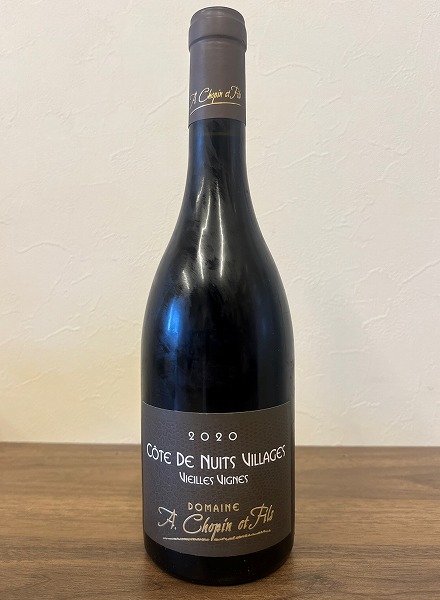 A. Chopin et Fils
2020
CÔTE DE NUITS VILLAGES
VIEILLES VIGNES
DOMAINE
A. Chopin et Fils